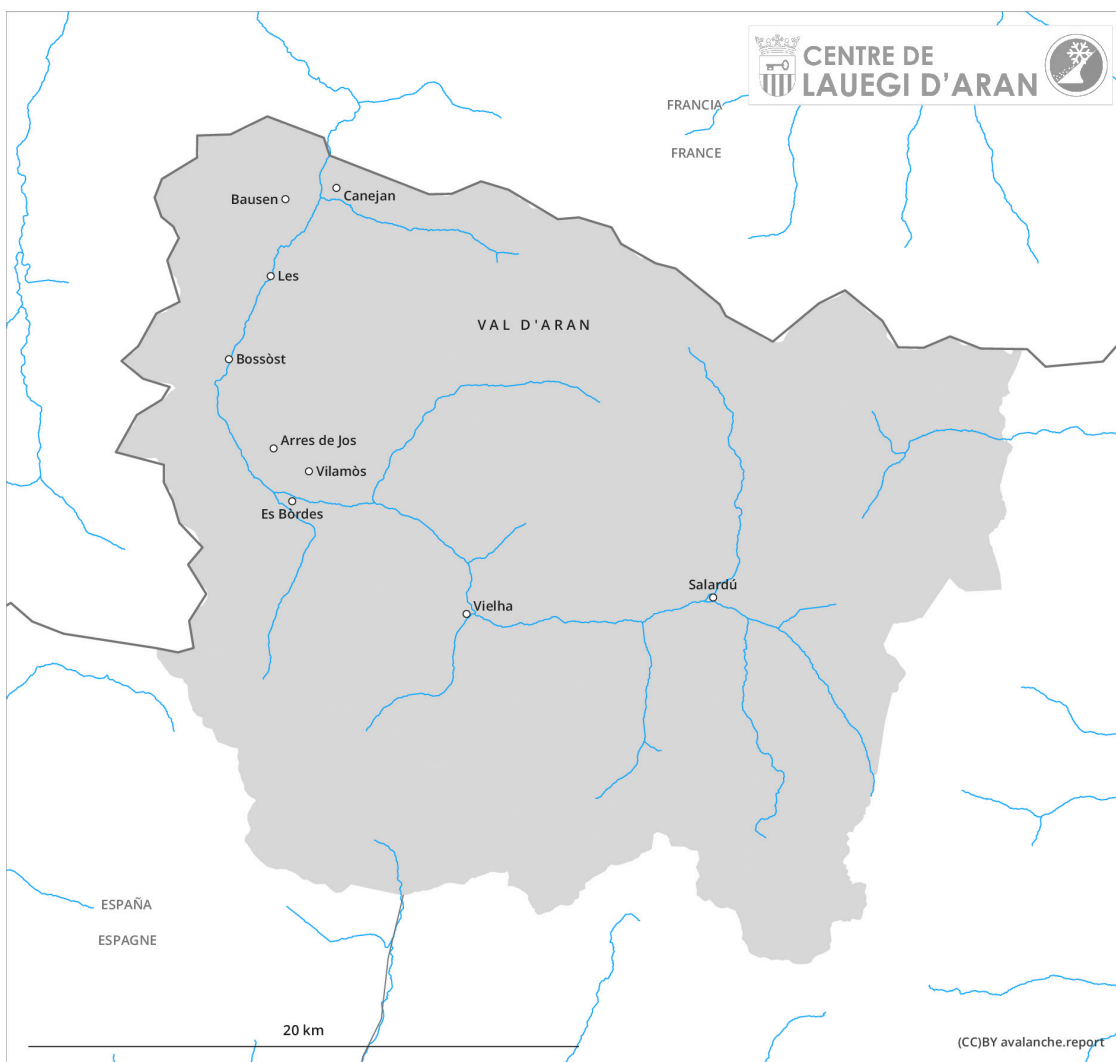 CENTRE DE
LAUEGI D'ARAN
FRANCIA
FRANCE
Bausen
Canejan
Les
VAL D'ARAN
Bossòst
Arres de Jos
Vilamòs
Es Bòrdes
Salardú
Vielha
ESPAÑA
ESPAGNE
20 km
(CC)BY avalanche.report